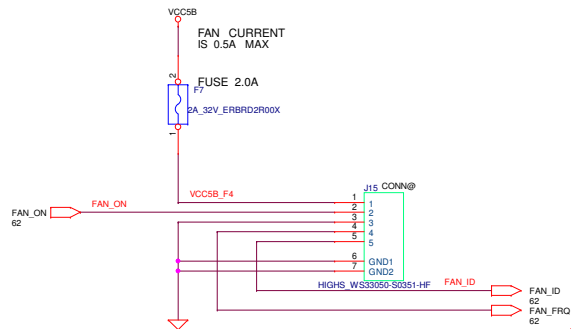 VCC5B
FAN CURRENT
IS 0.5A MAX
2
FUSE 2.0A
F7
2A_32V_ERBRD2R00X
1
J15 CONN@
VCC5B_F4
1 1
FAN_ON
FAN_ON
2 2
62
3 3
4 4
5 5
6 GND1
7 GND2
HIGHS_WS33050-S0351-HF
FAN_ID
FAN_ID
62
FAN_FRQ
62